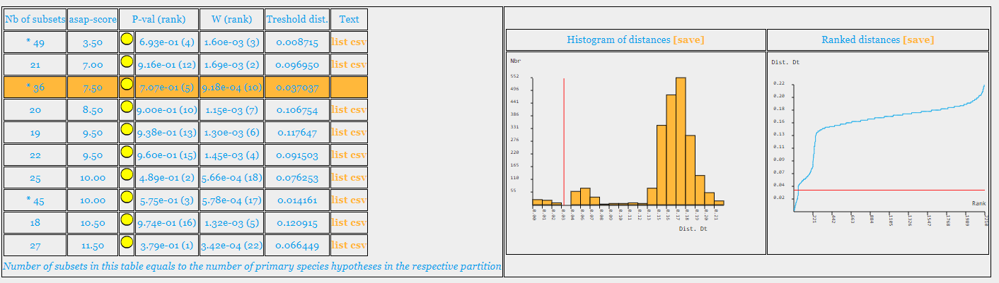 Nb of subsets asap-score P-val (rank) W (rank) Treshold dist. Text
* 49 3.50 6.93e-01 (4) 1.60e-03 (3) 0.008715 list csv
21 7.00 9.16e-01 (12) 1.69e-03 (2) 0.096950 list csv
* 36 7.50 7.07e-01 (5) 9.18e-04 (10) 0.037037
20 8.50 9.00e-01 (10) 1.15e-03 (7) 0.106754 list csv
19 9.50 9.38e-01 (13) 1.30e-03 (6) 0.117647 list csv
22 9.50 9.60e-01 (15) 1.45e-03 (4) 0.091503 list csv
25 10.00 4.89e-01 (2) 5.66e-04 (18) 0.076253 list csv
* 45 10.00 5.75e-01 (3) 5.78e-04 (17) 0.014161 list csv
18 10.50 9.74e-01 (16) 1.32e-03 (5) 0.120915 list csv
27 11.50 3.79e-01 (1) 3.42e-04 (22) 0.066449 list csv
Number of subsets in this table equals to the number of primary species hypotheses in the respective partition
Histogram of distances [save]
Nbr
552
496
441
386
331
276
220
165
110
55
0.00 0.01 0.02 0.03 0.04 0.06 0.07 0.08 0.09 0.10 0.11 0.12 0.13 0.15 0.16 0.17 0.18 0.19 0.20 0.21
Dist. Dt
Ranked distances [save]
Dist. Dt
0.22
0.20
0.18
0.16
0.13
0.11
0.09
0.07
0.04
0.02
Rank
221 442 663 884 1105 1326 1547 1768 1989 2210